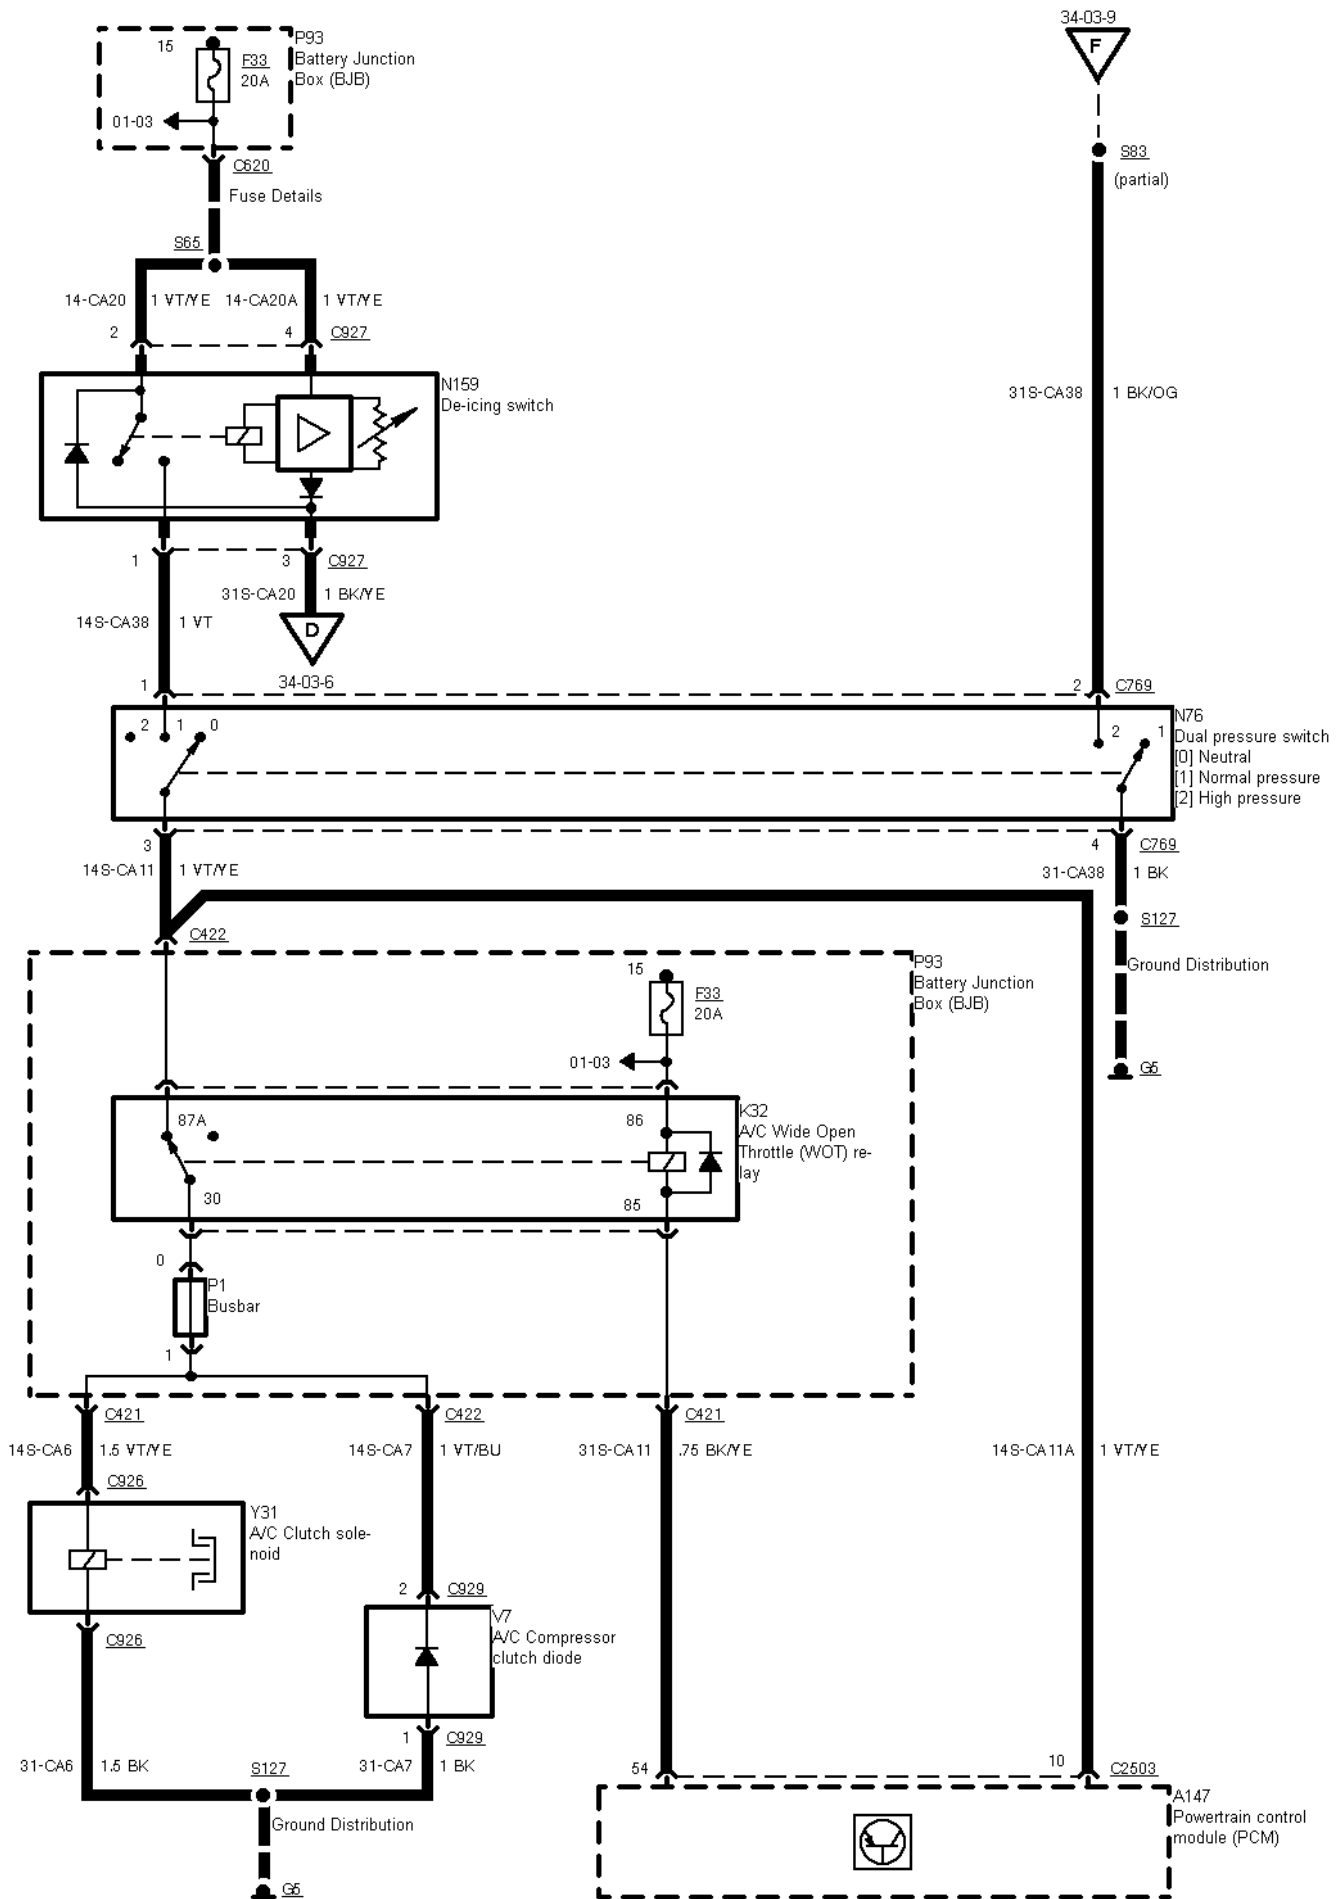 34-03-9
F
15
F33
20A
P93
Battery Junction
Box (BJB)
01-03
C620
Fuse Details
S83
(partial)
S65
14-CA20
1 VT/YE
14-CA20A
1 VT/YE
2
4
C927
N159
De-icing switch
31S-CA38
1 BK/OG
1
3
C927
31S-CA20
1 BK/YE
14S-CA38
1 VT
D
34-03-6
1
2
C769
2
1
0
2
1
N76
Dual pressure switch
[0] Neutral
[1] Normal pressure
[2] High pressure
3
4
C769
14S-CA11
1 VT/YE
31-CA38
1 BK
C422
S127
Ground Distribution
G5
P93
Battery Junction
Box (BJB)
15
F33
20A
01-03
87A
86
30
85
K32
A/C Wide Open
Throttle (WOT) re-
lay
0
P1
Busbar
1
C421
C422
C421
14S-CA6
1.5 VT/YE
14S-CA7
1 VT/BU
31S-CA11
.75 BK/YE
14S-CA11A
1 VT/YE
C926
Y31
A/C Clutch sole-
noid
C926
2
C929
V7
A/C Compressor
clutch diode
1
C929
31-CA6
1.5 BK
S127
31-CA7
1 BK
Ground Distribution
G5
54
10
C2503
A147
Powertrain control
module (PCM)